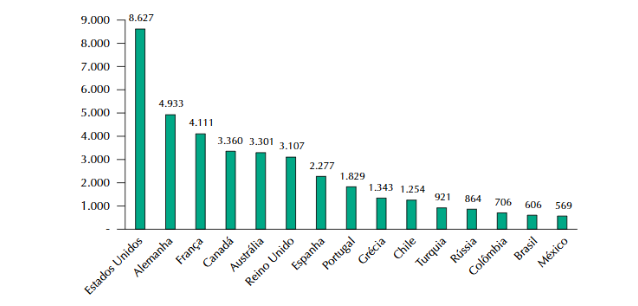 9.000
8.000
7.000
6.000
5.000
4.000
3.000
2.000
1.000
-
8.627
4.933
4.111
3.360
3.301
3.107
2.277
1.829
1.343
1.254
921
864
706
606
569
Estados Unidos
Alemanha
França
Canadá
Austrália
Reino Unido
Espanha
Portugal
Grécia
Chile
Turquia
Rússia
Colômbia
Brasil
México